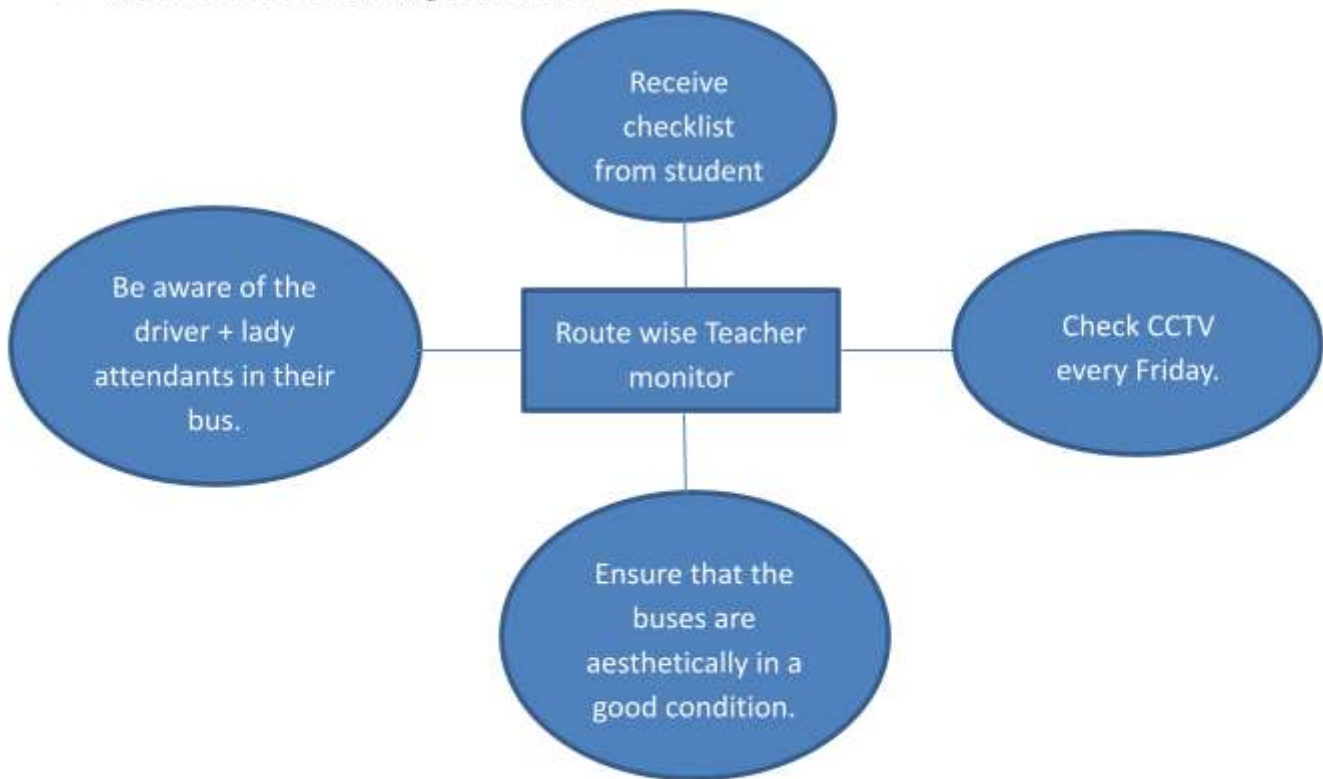 Receive
checklist
from student
Be aware of the
driver + lady
attendants in their
bus.
Route wise Teacher
monitor
Check CCTV
every Friday.
Ensure that the
buses are
aesthetically in a
good condition.